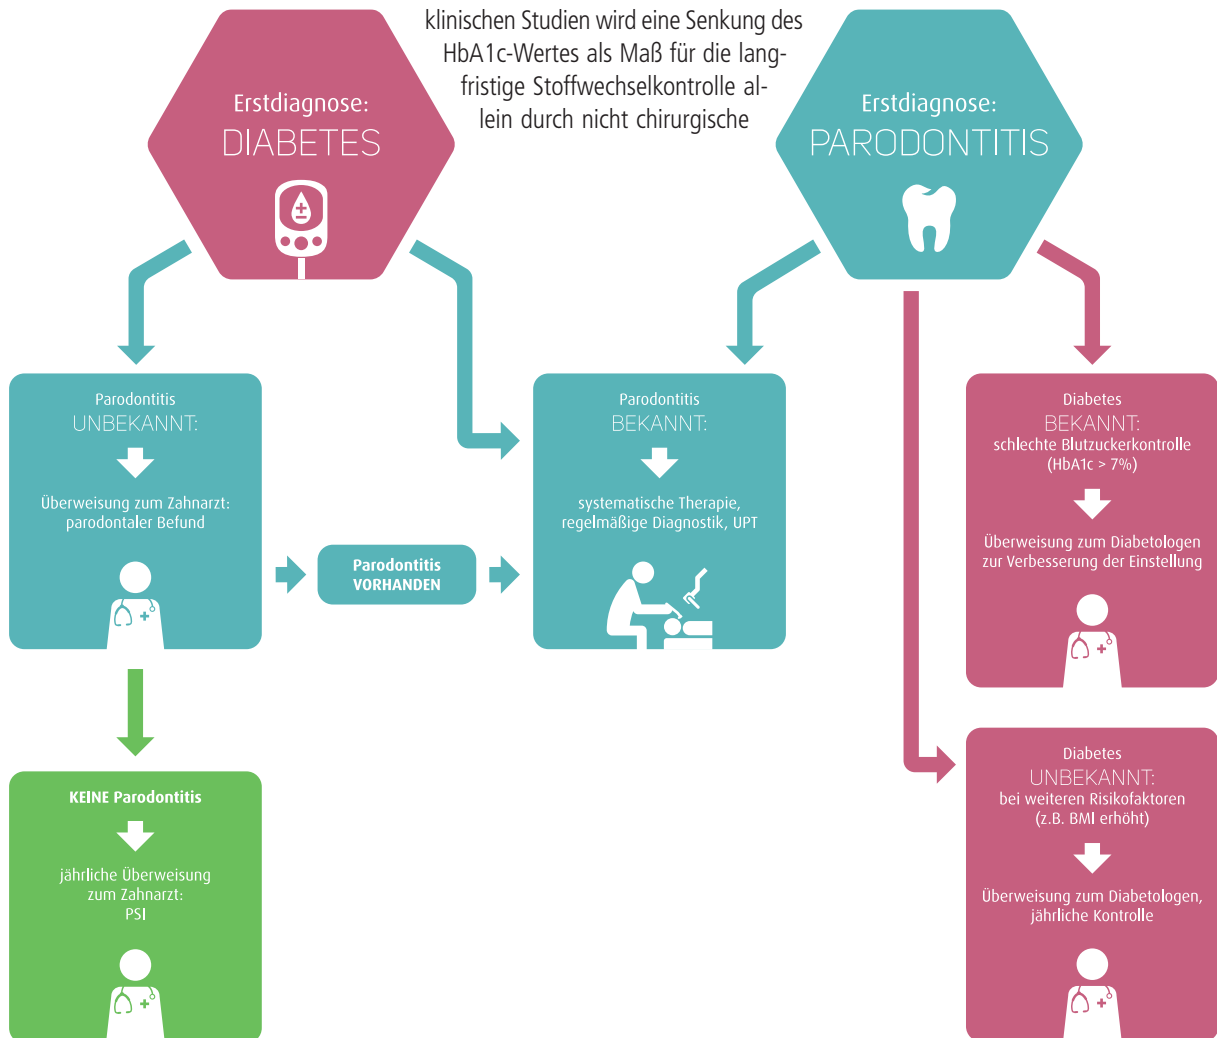 klinischen Studien wird eine Senkung des
HbA1c-Wertes als Maß für die lang-
fristige Stoffwechselkontrolle al-
lein durch nicht chirurgische
Erstdiagnose:
DIABETES
Erstdiagnose:
PARODONTITIS
Parodontitis
UNBEKANNT:
Überweisung zum Zahnarzt:
parodontaler Befund
Parodontitis
VORHANDEN
Parodontitis
BEKANNT:
systematische Therapie,
regelmäßige Diagnostik, UPT
Diabetes
BEKANNT:
schlechte Blutzuckerkontrolle
(HbA1c > 7%)
Überweisung zum Diabetologen
zur Verbesserung der Einstellung
KEINE Parodontitis
jährliche Überweisung
zum Zahnarzt:
PSI
Diabetes
UNBEKANNT:
bei weiteren Risikofaktoren
(z.B. BMI erhöht)
Überweisung zum Diabetologen,
jährliche Kontrolle